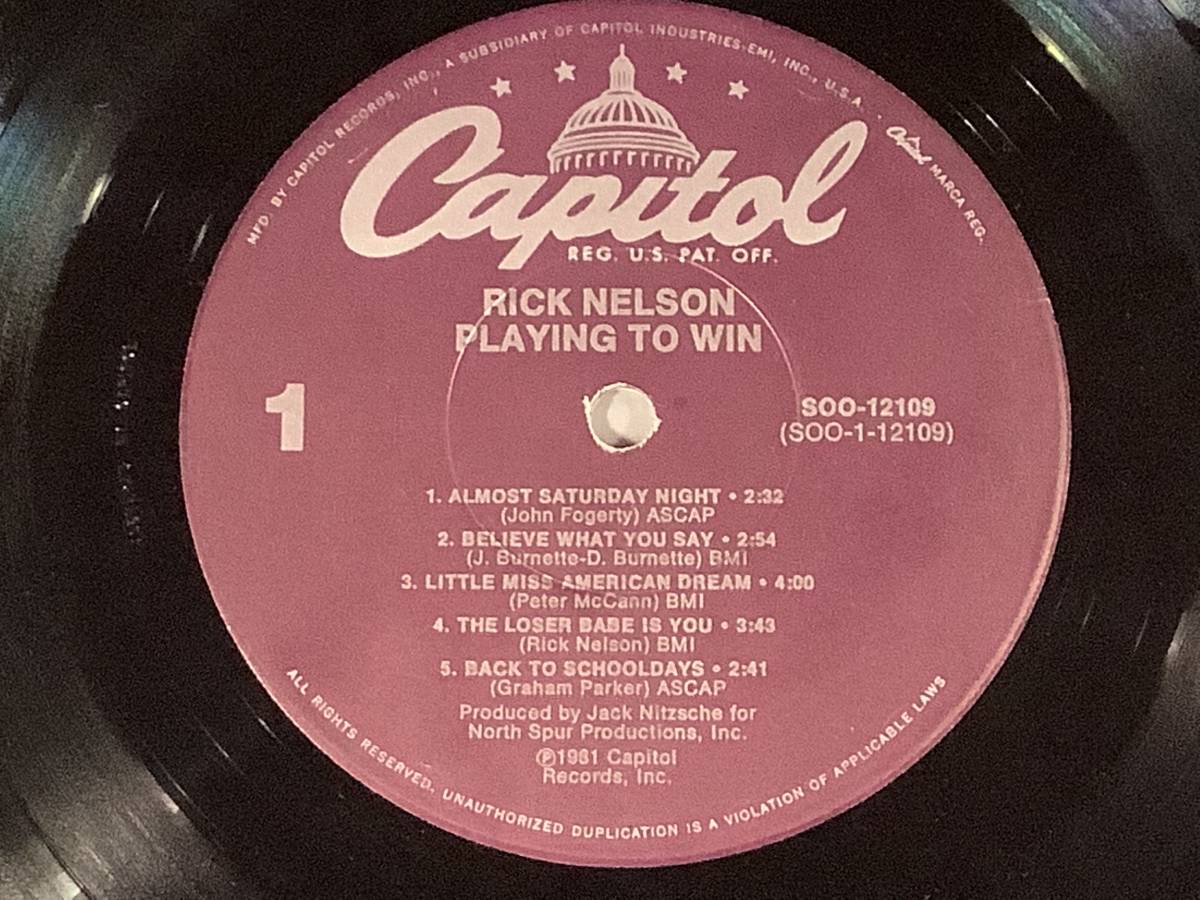 MFD. BY CAPITOL RECORDS, INC., A SUBSIDIARY OF CAPITOL INDUSTRIES-EMI, INC., U.S.A. Capitol MARCA REG.
Capitol
REG. U.S. PAT. OFF.
RICK NELSON
PLAYING TO WIN
1
SOO-12109
(SOO-1-12109)
1. ALMOST SATURDAY NIGHT • 2:32
(John Fogerty) ASCAP
2. BELIEVE WHAT YOU SAY • 2:54
(J. Burnette-D. Burnette) BMI
3. LITTLE MISS AMERICAN DREAM • 4:00
(Peter McCann) BMI
4. THE LOSER BABE IS YOU • 3:43
(Rick Nelson) BMI
5. BACK TO SCHOOLDAYS • 2:41
(Graham Parker) ASCAP
Produced by Jack Nitzsche for
North Spur Productions, Inc.
Ⓟ1981 Capitol
Records, Inc.
ALL RIGHTS RESERVED. UNAUTHORIZED DUPLICATION IS A VIOLATION OF APPLICABLE LAWS